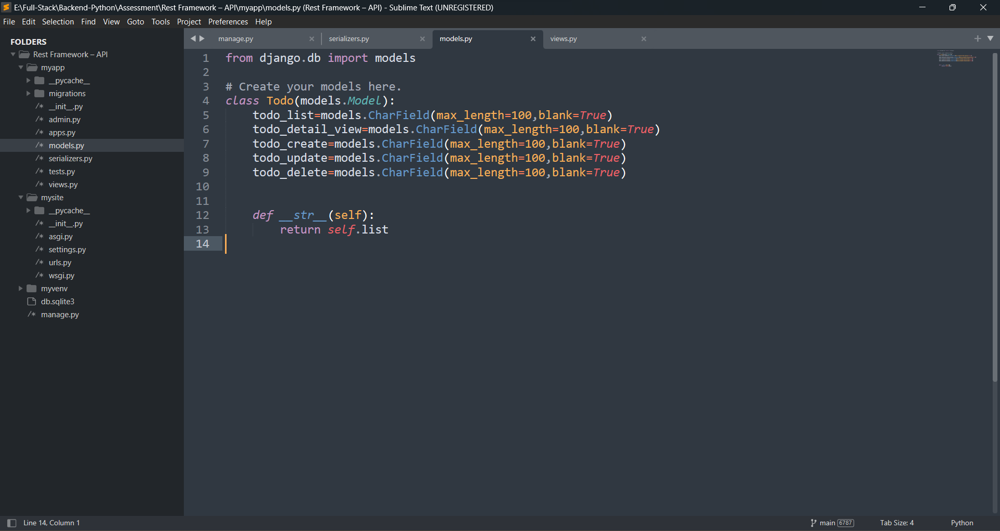 E:\Full-Stack\Backend-Python\Assessment\Rest Framework – API\myapp\models.py (Rest Framework – API) - Sublime Text (UNREGISTERED)
File Edit Selection Find View Goto Tools Project Preferences Help
FOLDERS
Rest Framework – API
myapp
__pycache__
migrations
/* __init__.py
/* admin.py
/* apps.py
/* models.py
/* serializers.py
/* tests.py
/* views.py
mysite
__pycache__
/* __init__.py
/* asgi.py
/* settings.py
/* urls.py
/* wsgi.py
myvenv
db.sqlite3
/* manage.py
manage.py serializers.py models.py views.py
1 from django.db import models
2
3 # Create your models here.
4 class Todo(models.Model):
5 todo_list=models.CharField(max_length=100,blank=True)
6 todo_detail_view=models.CharField(max_length=100,blank=True)
7 todo_create=models.CharField(max_length=100,blank=True)
8 todo_update=models.CharField(max_length=100,blank=True)
9 todo_delete=models.CharField(max_length=100,blank=True)
10
11
12 def __str__(self):
13 return self.list
14
Line 14, Column 1 main 6787 Tab Size: 4 Python